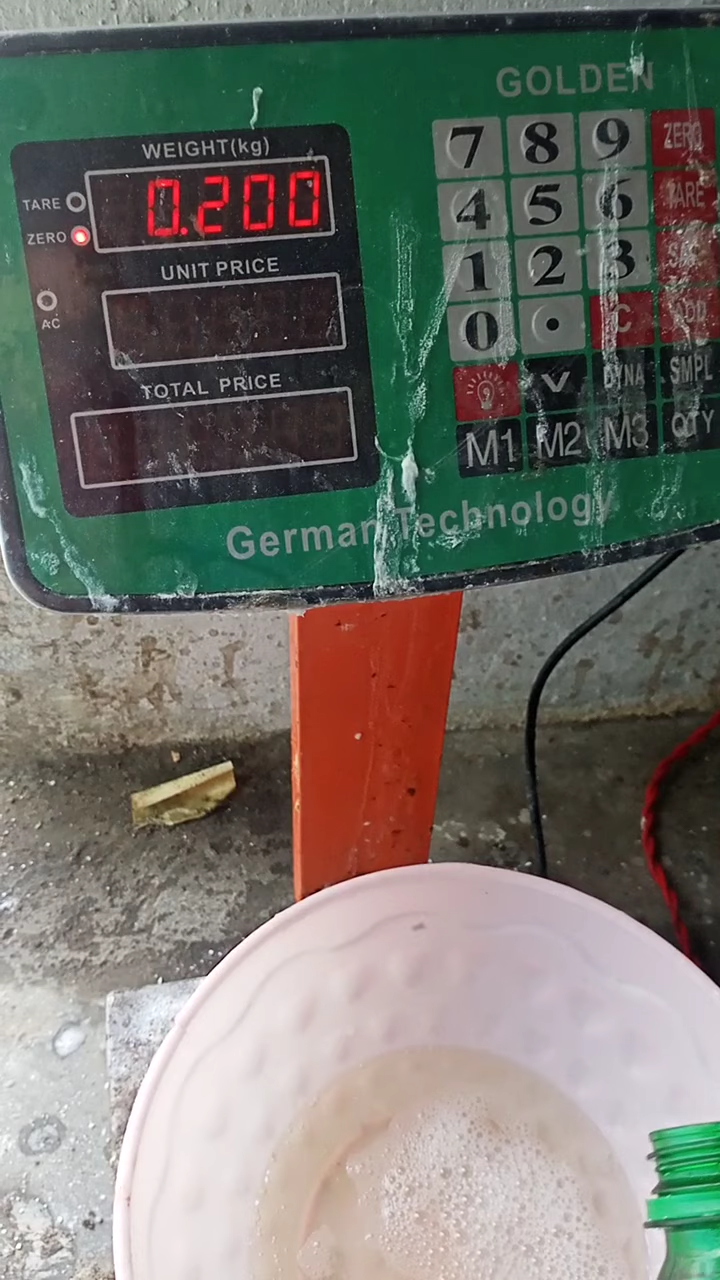 GOLDEN
WEIGHT(kg)
TARE
0.200
ZERO
UNIT PRICE
AC
TOTAL PRICE
7 8 9 ZERO
4 5 6 TARE
1 2 3
0 . C ADD
DYNA SMPL
M1 M2 M3 QTY
German Technology